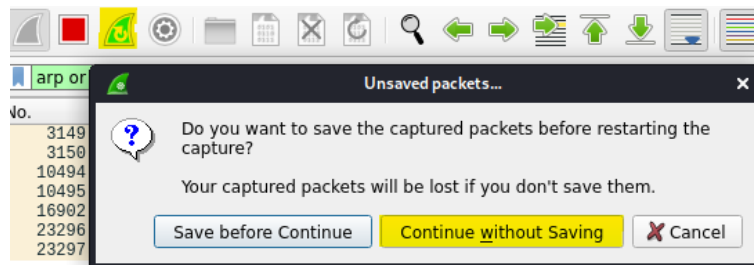 arp or
Unsaved packets...
No.
3149
3150
10494
10495
16902
23296
23297
Do you want to save the captured packets before restarting the
capture?
Your captured packets will be lost if you don't save them.
Save before Continue
Continue without Saving
Cancel